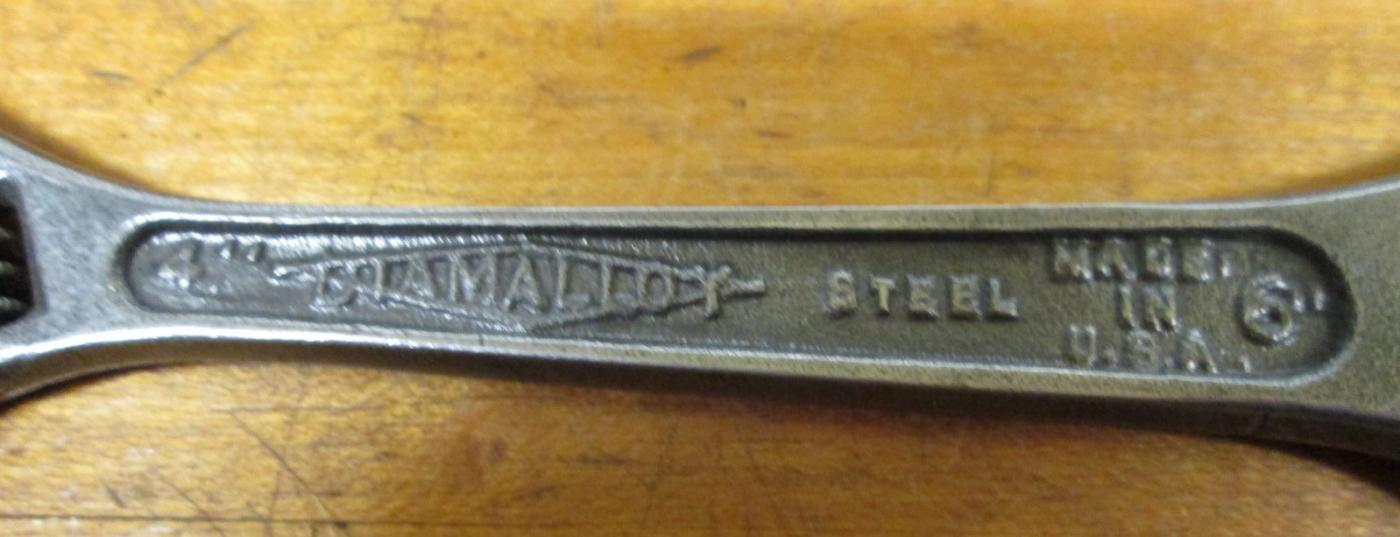 4" DIAMALLOY STEEL MADE IN U.S.A. 6"